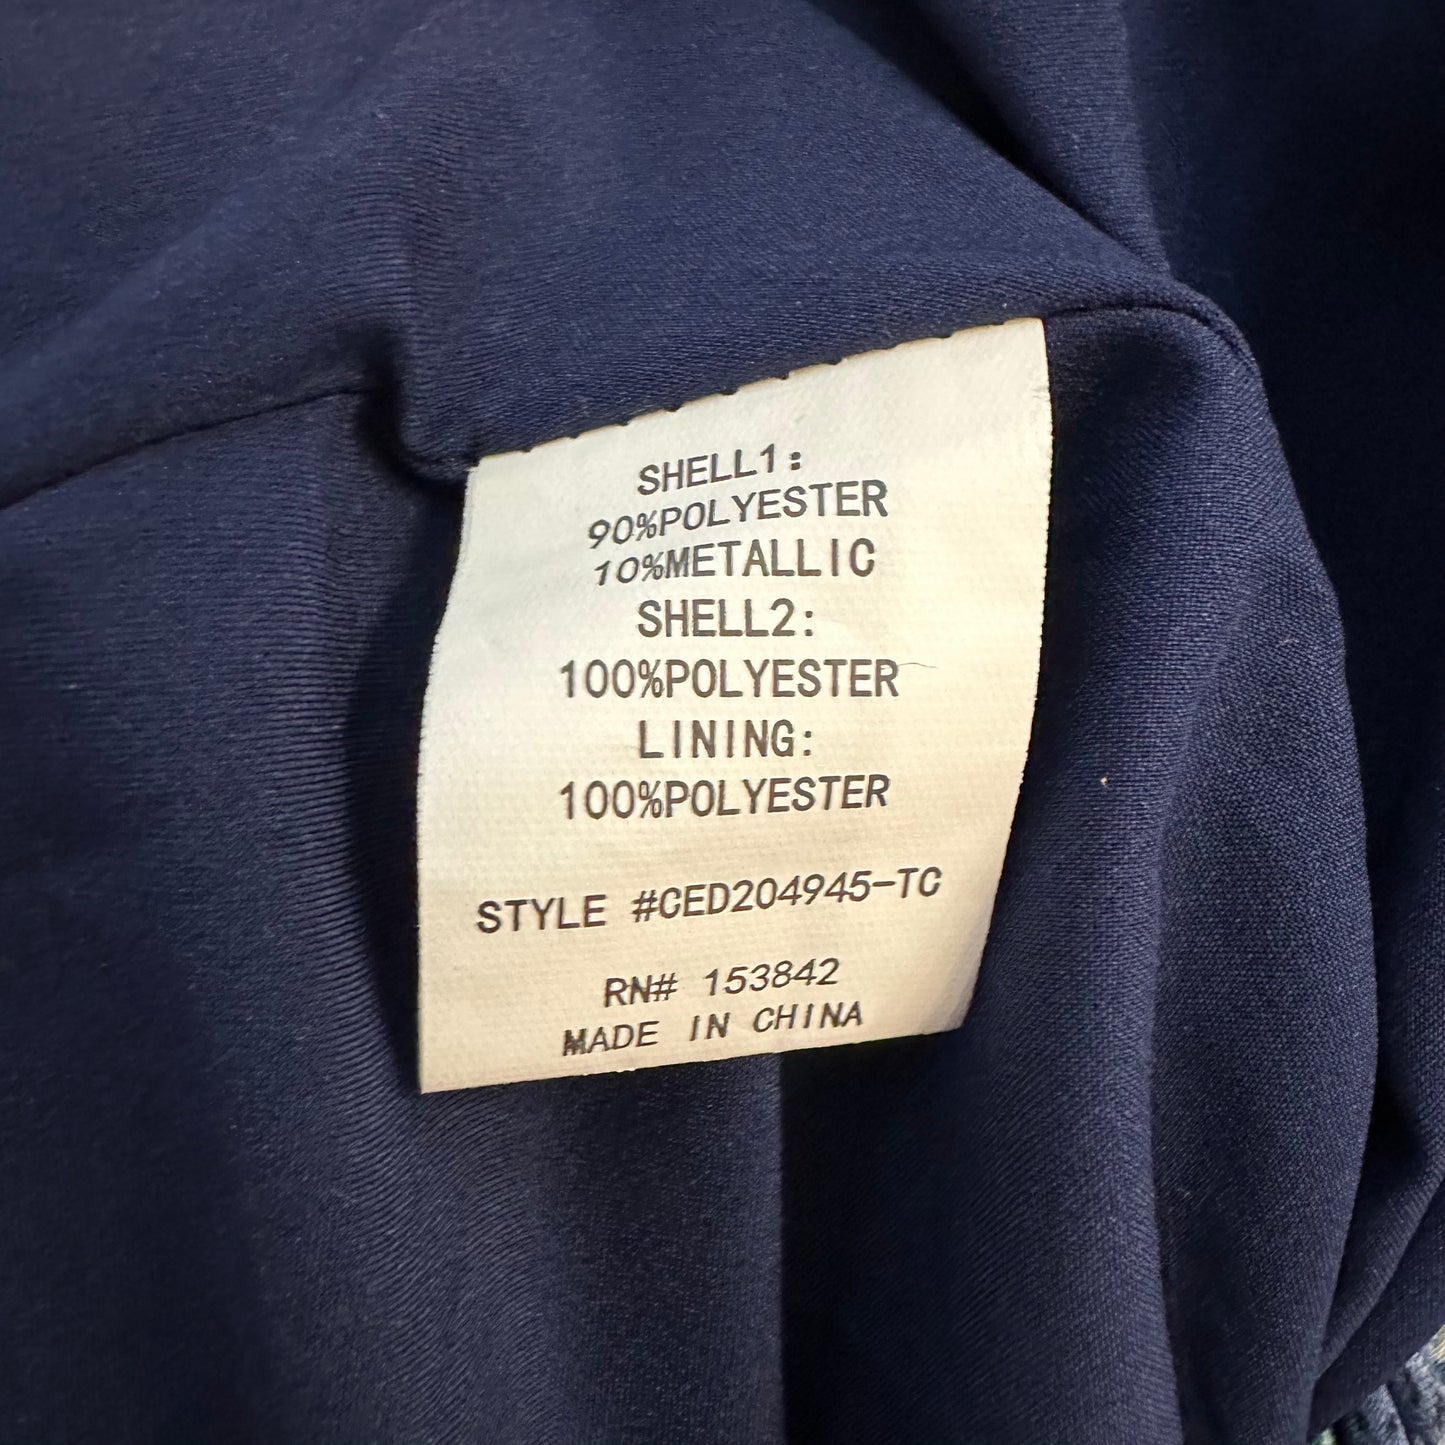 SHELL1:
90%POLYESTER
10%METALLIC
SHELL2:
100%POLYESTER
LINING:
100%POLYESTER
STYLE #CED204945-TC
RN# 153842
MADE IN CHINA